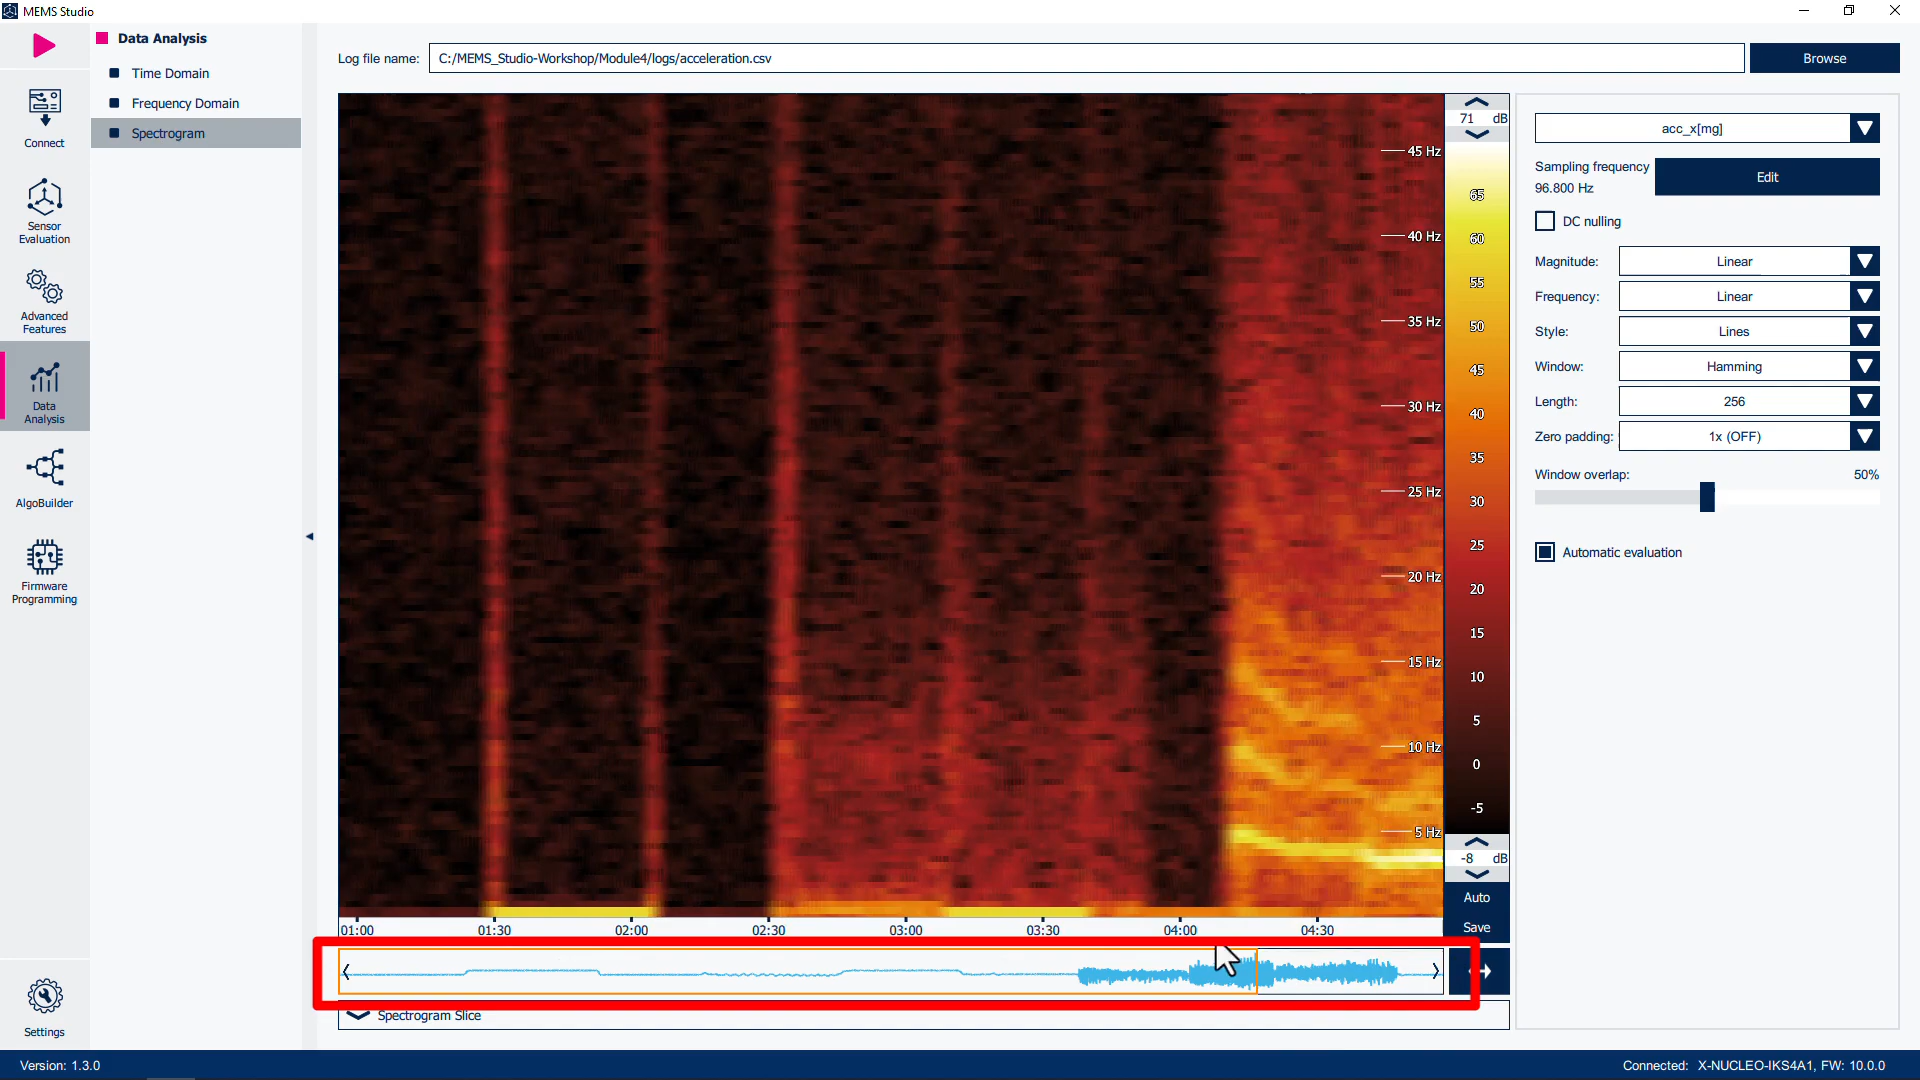 MEMS Studio
Data Analysis
Time Domain
Frequency Domain
Spectrogram
Connect
Sensor
Evaluation
Advanced
Features
Data
Analysis
AlgoBuilder
Firmware
Programming
Settings
Log file name: C:/MEMS_Studio-Workshop/Module4/logs/acceleration.csv Browse
71 dB
45 Hz
40 Hz
35 Hz
30 Hz
25 Hz
20 Hz
15 Hz
10 Hz
5 Hz
65
60
55
50
45
40
35
30
25
20
15
10
5
0
-5
-8 dB
Auto
Save
01:00 01:30 02:00 02:30 03:00 03:30 04:00 04:30
Spectrogram Slice
acc_x[mg]
Sampling frequency
96.800 Hz
Edit
DC nulling
Magnitude: Linear
Frequency: Linear
Style: Lines
Window: Hamming
Length: 256
Zero padding: 1x (OFF)
Window overlap: 50%
Automatic evaluation
Version: 1.3.0
Connected: X-NUCLEO-IKS4A1, FW: 10.0.0